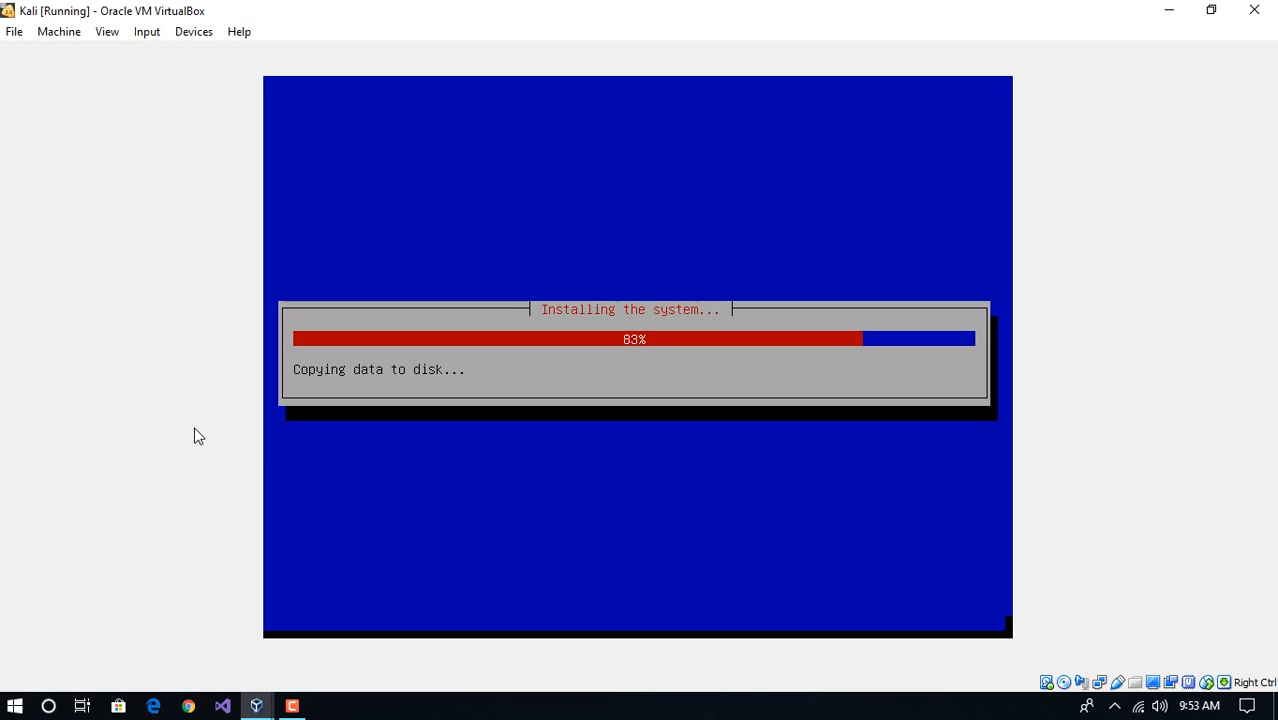 Kali [Running] - Oracle VM VirtualBox
File Machine View Input Devices Help
Installing the system...
83%
Copying data to disk...
Right Ctrl
9:53 AM